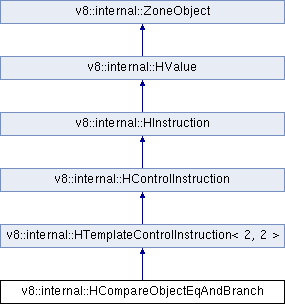 v8::internal::ZoneObject
v8::internal::HValue
v8::internal::HInstruction
v8::internal::HControlInstruction
v8::internal::HTemplateControlInstruction< 2, 2 >
v8::internal::HCompareObjectEqAndBranch